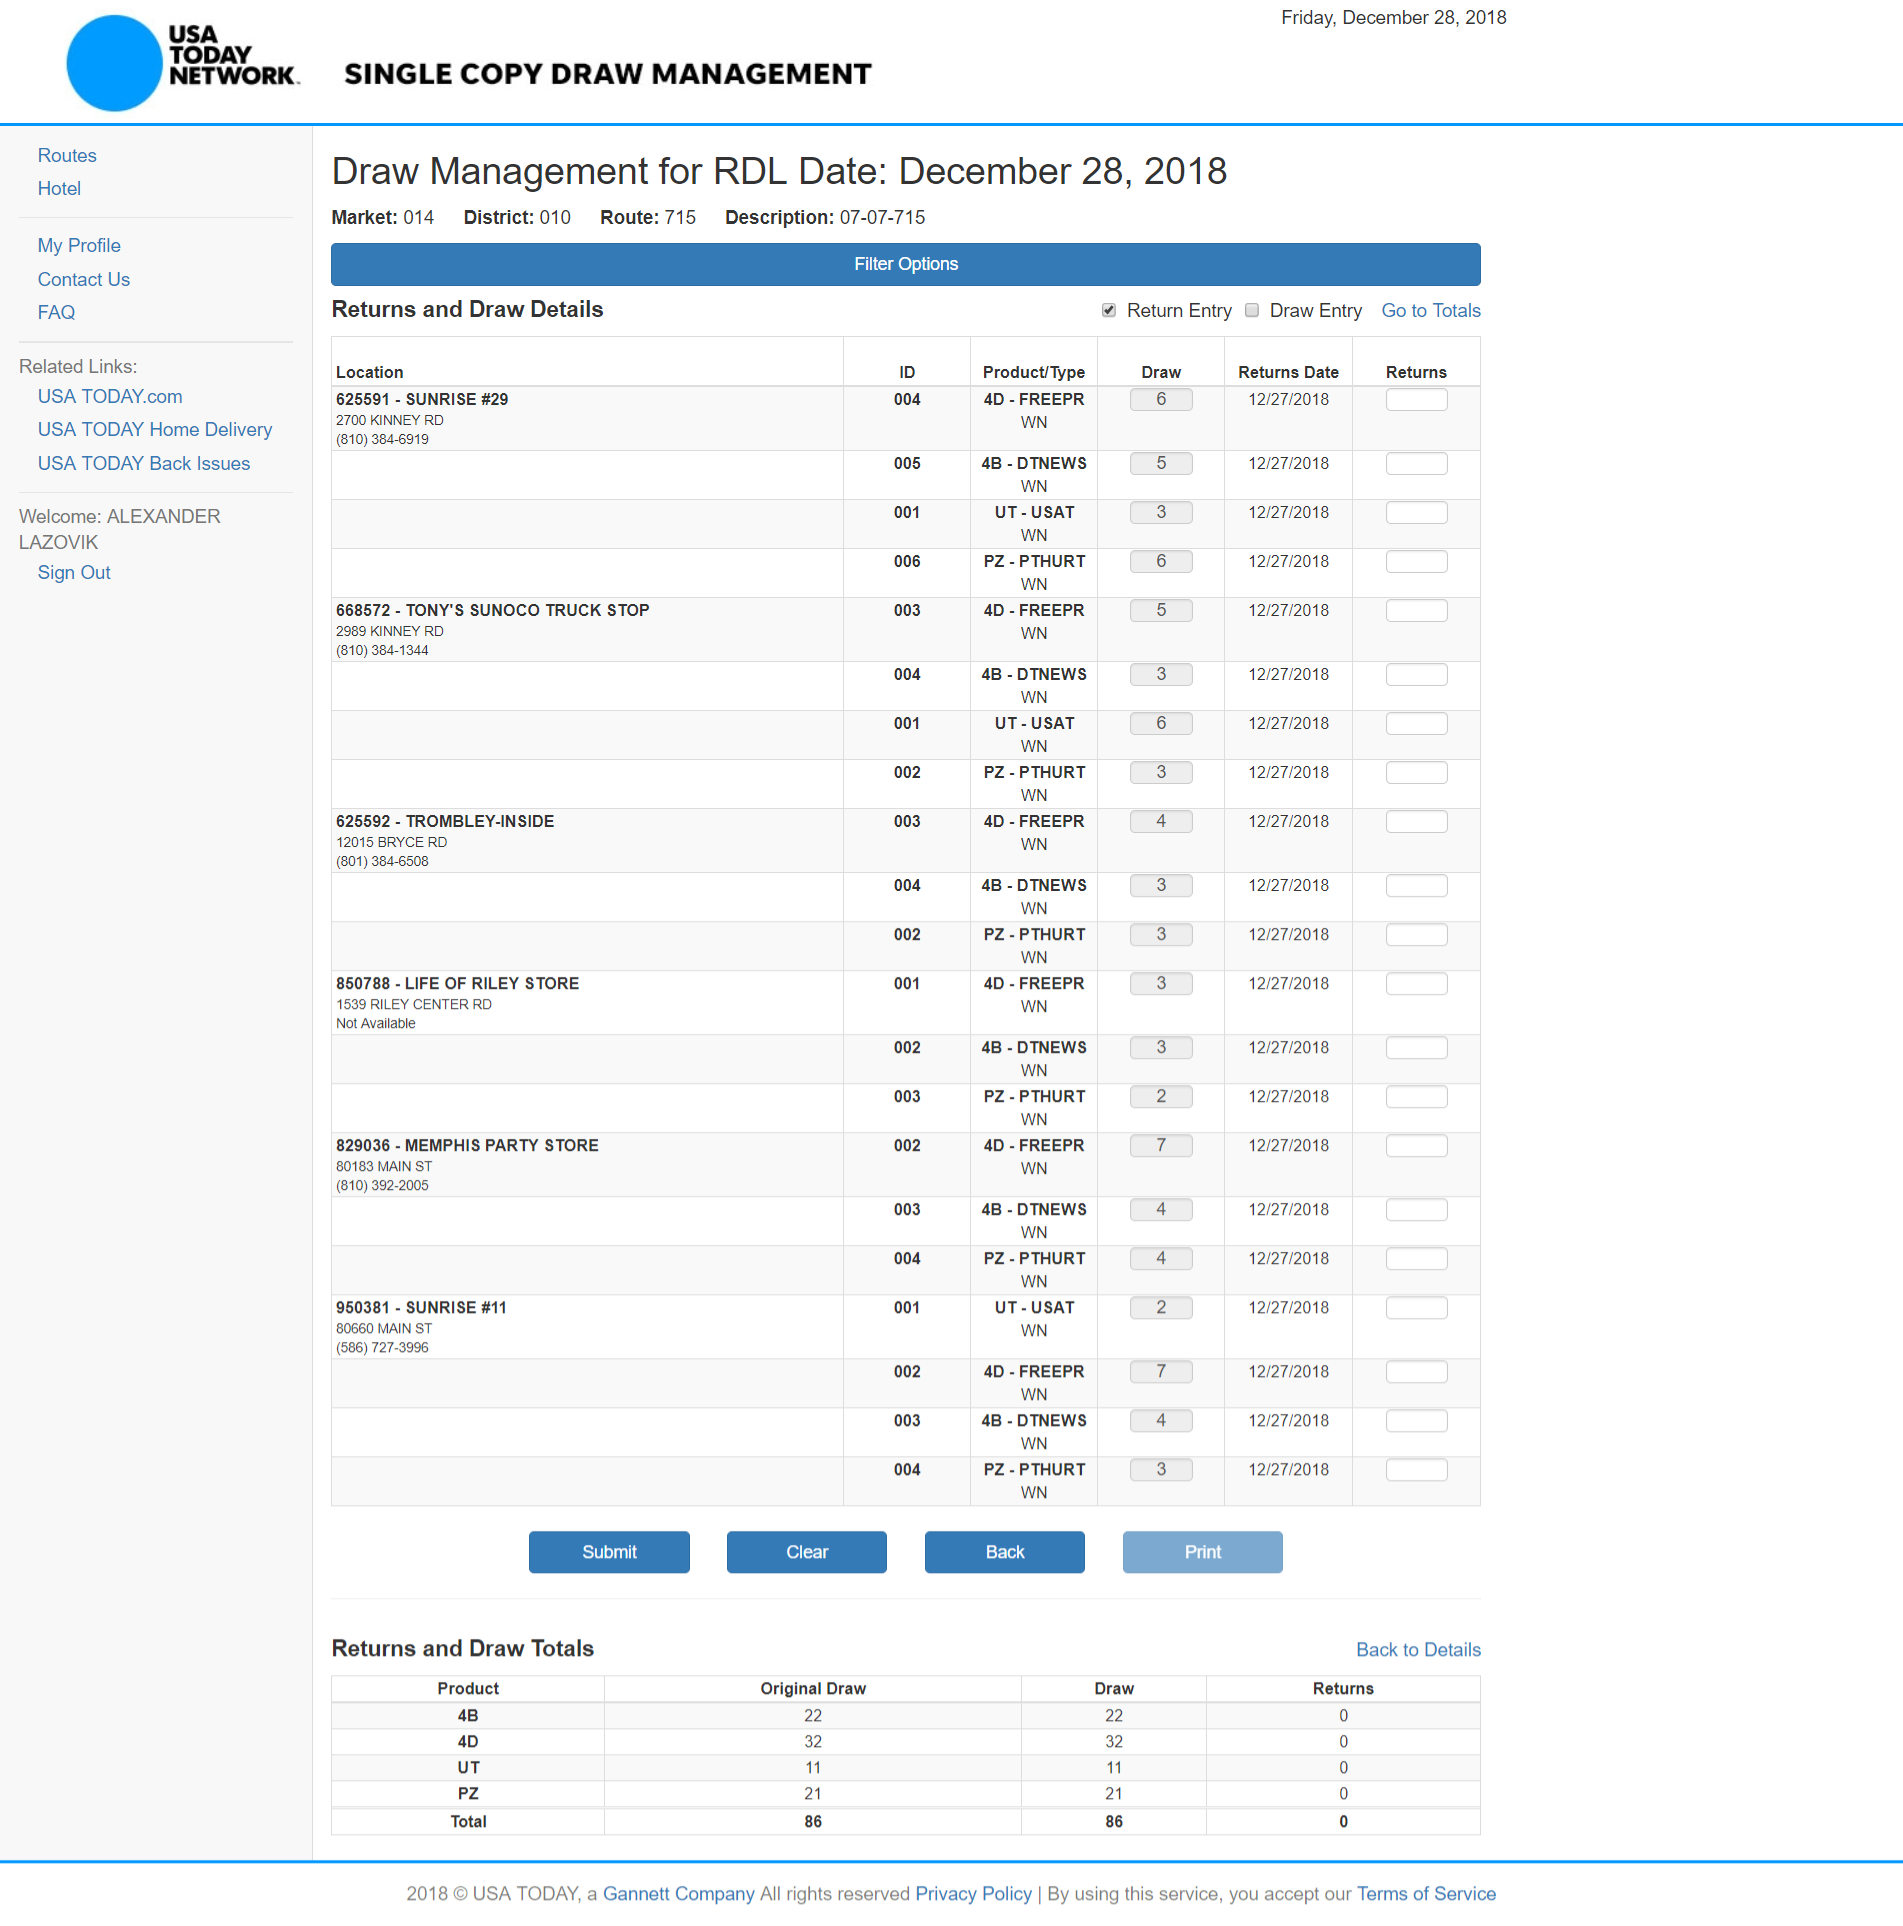 Friday, December 28, 2018
USA
TODAY
NETWORK.
SINGLE COPY DRAW MANAGEMENT
Routes
Hotel
My Profile
Contact Us
FAQ
Related Links:
USA TODAY.com
USA TODAY Home Delivery
USA TODAY Back Issues
Welcome: ALEXANDER
LAZOVIK
Sign Out
Draw Management for RDL Date: December 28, 2018
Market: 014 District: 010 Route: 715 Description: 07-07-715
Filter Options
Returns and Draw Details Return Entry Draw Entry Go to Totals
Location ID Product/Type Draw Returns Date Returns
625591 - SUNRISE #29 004 4D - FREEPR 6 12/27/2018
2700 KINNEY RD WN
(810) 384-6919
005 4B - DTNEWS 5 12/27/2018
WN
001 UT - USAT 3 12/27/2018
WN
006 PZ - PTHURT 6 12/27/2018
WN
668572 - TONY'S SUNOCO TRUCK STOP 003 4D - FREEPR 5 12/27/2018
2989 KINNEY RD WN
(810) 384-1344
004 4B - DTNEWS 3 12/27/2018
WN
001 UT - USAT 6 12/27/2018
WN
002 PZ - PTHURT 3 12/27/2018
WN
625592 - TROMBLEY-INSIDE 003 4D - FREEPR 4 12/27/2018
12015 BRYCE RD WN
(801) 384-6508
004 4B - DTNEWS 3 12/27/2018
WN
002 PZ - PTHURT 3 12/27/2018
WN
850788 - LIFE OF RILEY STORE 001 4D - FREEPR 3 12/27/2018
1539 RILEY CENTER RD WN
Not Available
002 4B - DTNEWS 3 12/27/2018
WN
003 PZ - PTHURT 2 12/27/2018
WN
829036 - MEMPHIS PARTY STORE 002 4D - FREEPR 7 12/27/2018
80183 MAIN ST WN
(810) 392-2005
003 4B - DTNEWS 4 12/27/2018
WN
004 PZ - PTHURT 4 12/27/2018
WN
950381 - SUNRISE #11 001 UT - USAT 2 12/27/2018
80660 MAIN ST WN
(586) 727-3996
002 4D - FREEPR 7 12/27/2018
WN
003 4B - DTNEWS 4 12/27/2018
WN
004 PZ - PTHURT 3 12/27/2018
WN
Submit Clear Back Print
Returns and Draw Totals Back to Details
Product Original Draw Draw Returns
4B 22 22 0
4D 32 32 0
UT 11 11 0
PZ 21 21 0
Total 86 86 0
2018 © USA TODAY, a Gannett Company All rights reserved Privacy Policy | By using this service, you accept our Terms of Service